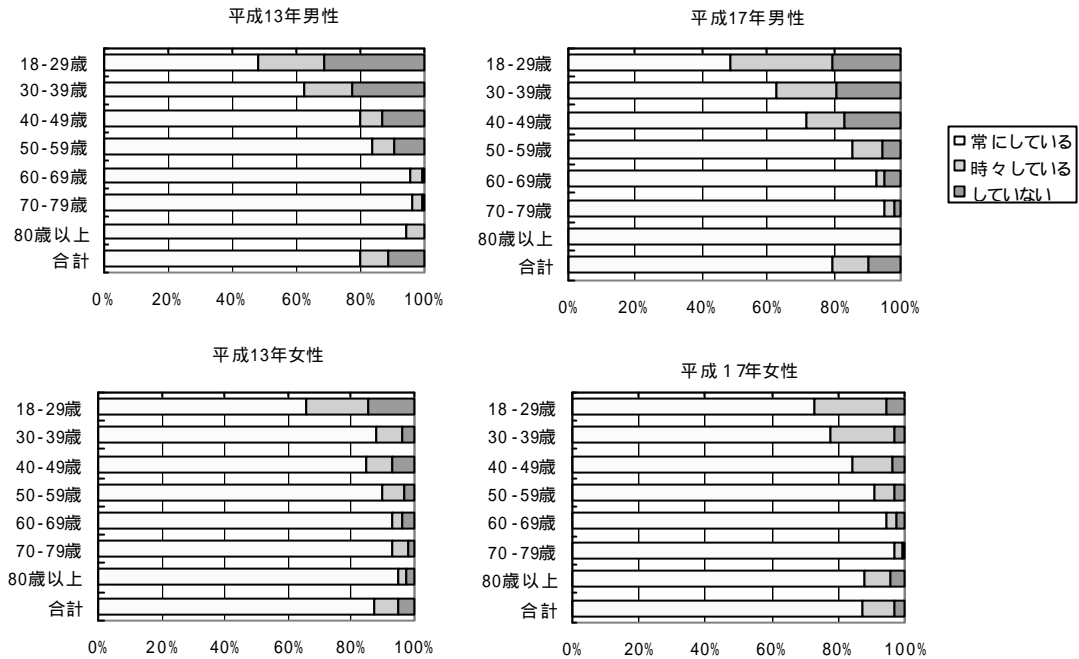 平成13年男性
18-29歳
30-39歳
40-49歳
50-59歳
60-69歳
70-79歳
80歳以上
合計
0% 20% 40% 60% 80% 100%
平成17年男性
18-29歳
30-39歳
40-49歳
50-59歳
60-69歳
70-79歳
80歳以上
合計
0% 20% 40% 60% 80% 100%
常にしている
時々している
していない
平成13年女性
18-29歳
30-39歳
40-49歳
50-59歳
60-69歳
70-79歳
80歳以上
合計
0% 20% 40% 60% 80% 100%
平成17年女性
18-29歳
30-39歳
40-49歳
50-59歳
60-69歳
70-79歳
80歳以上
合計
0% 20% 40% 60% 80% 100%